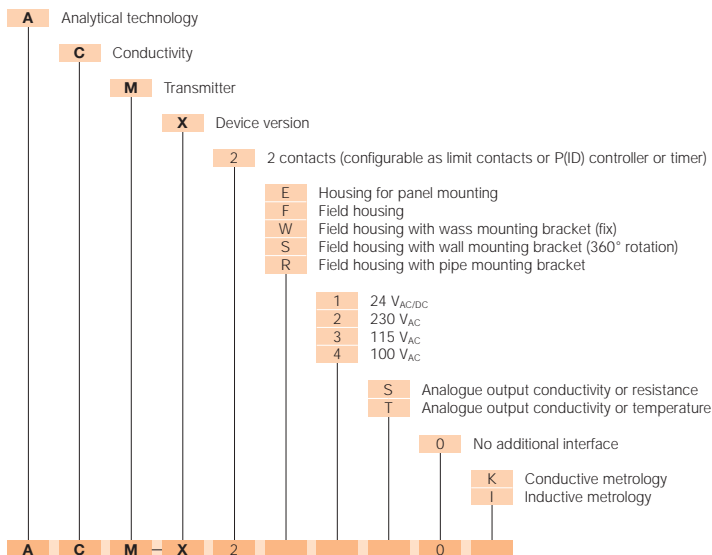 A Analytical technology
C Conductivity
M Transmitter
X Device version
2 2 contacts (configurable as limit contacts or P(ID) controller or timer)
E Housing for panel mounting
F Field housing
W Field housing with wass mounting bracket (fix)
S Field housing with wall mounting bracket (360° rotation)
R Field housing with pipe mounting bracket
1 24 VAC/DC
2 230 VAC
3 115 VAC
4 100 VAC
S Analogue output conductivity or resistance
T Analogue output conductivity or temperature
0 No additional interface
K Conductive metrology
I Inductive metrology
A C M – X 2 0